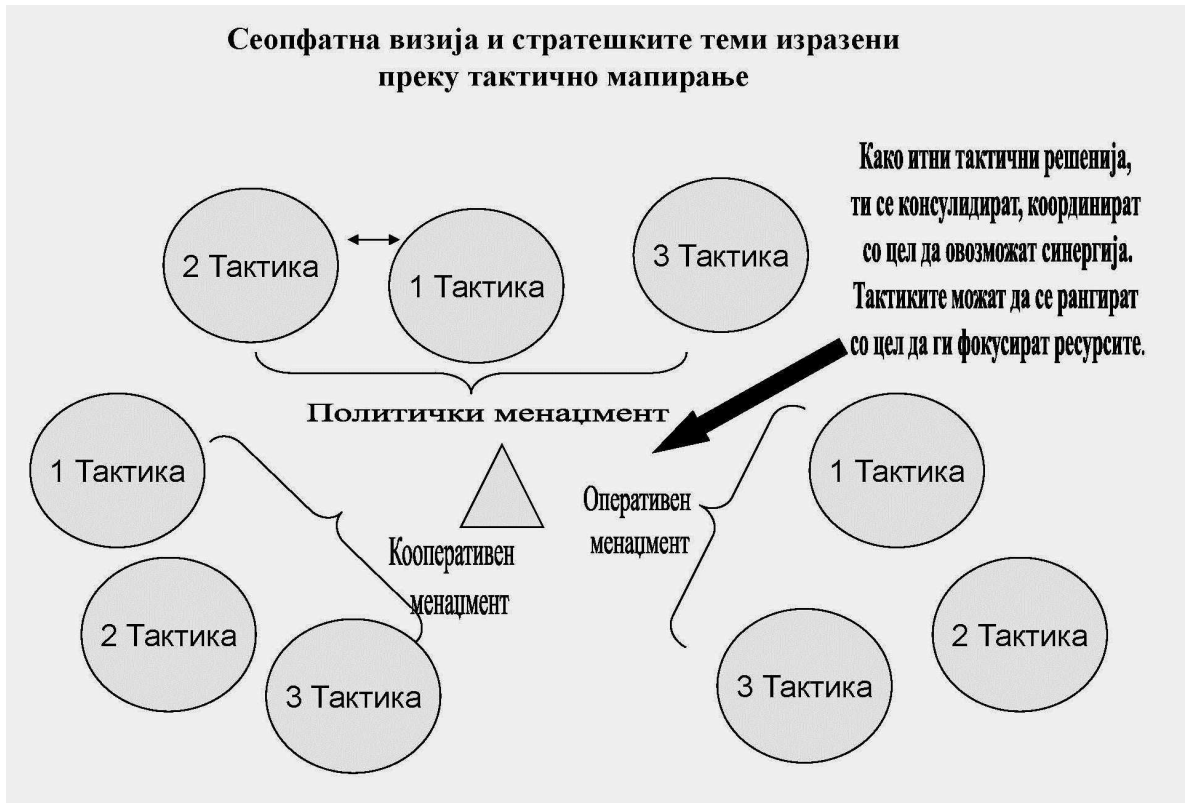 Сеопфатна визија и стратешките теми изразени
преку тактично мапирање
Како итни тактични решенија,
ти се консулидират, координират
со цел да овозможат синергија.
Тактиките можат да се рангират
со цел да ги фокусират ресурсите.
2 Тактика
1 Тактика
3 Тактика
Политички менаџмент
1 Тактика
2 Тактика
3 Тактика
Кооперативен
менаџмент
Оперативен
менаџмент
1 Тактика
2 Тактика
3 Тактика